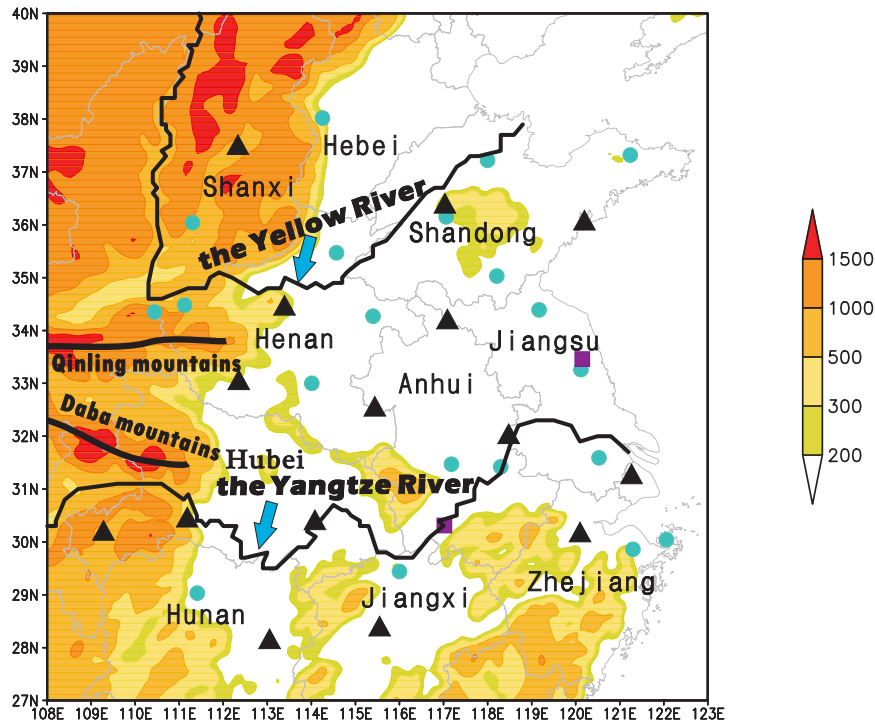 40N
39N
38N
37N
36N
35N
34N
33N
32N
31N
30N
29N
28N
27N
108E 109E 110E 111E 112E 113E 114E 115E 116E 117E 118E 119E 120E 121E 122E 123E
Hebei
Shanxi
the Yellow River
Shandong
Henan
Jiangsu
Qinling mountains
Anhui
Daba mountains
Hubei
the Yangtze River
Zhejiang
Jiangxi
Hunan
1500
1000
500
300
200